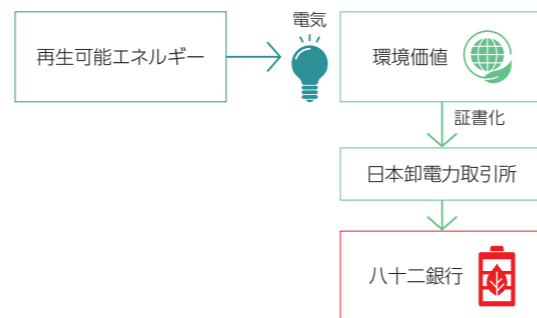 再生可能エネルギー
電気
環境価値
証書化
日本卸電力取引所
八十二銀行